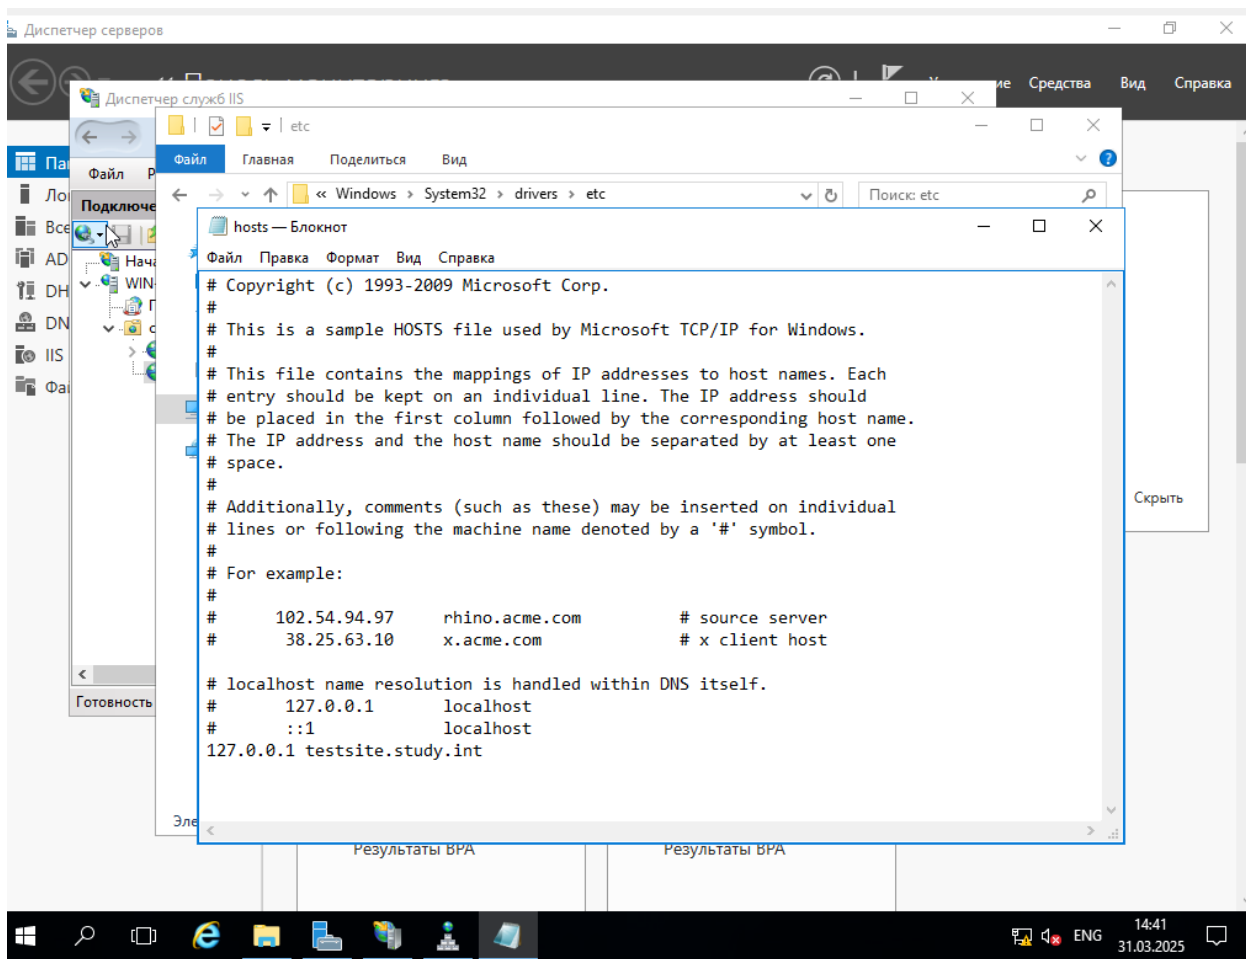 Диспетчер серверов
Средства Вид Справка
Диспетчер служб IIS
etc
Файл Главная Поделиться Вид
Файл
« Windows › System32 › drivers › etc
Поиск: etc
Подключе
hosts — Блокнот
Файл Правка Формат Вид Справка
Все
AD
DH
DN
IIS
WIN-
# Copyright (c) 1993-2009 Microsoft Corp.
#
# This is a sample HOSTS file used by Microsoft TCP/IP for Windows.
#
# This file contains the mappings of IP addresses to host names. Each
# entry should be kept on an individual line. The IP address should
# be placed in the first column followed by the corresponding host name.
# The IP address and the host name should be separated by at least one
# space.
#
# Additionally, comments (such as these) may be inserted on individual
# lines or following the machine name denoted by a '#' symbol.
#
# For example:
#
# 102.54.94.97 rhino.acme.com # source server
# 38.25.63.10 x.acme.com # x client host
# localhost name resolution is handled within DNS itself.
# 127.0.0.1 localhost
# ::1 localhost
127.0.0.1 testsite.study.int
Скрыть
Готовность
Эле
Результаты BPA Результаты BPA
ENG
14:41
31.03.2025